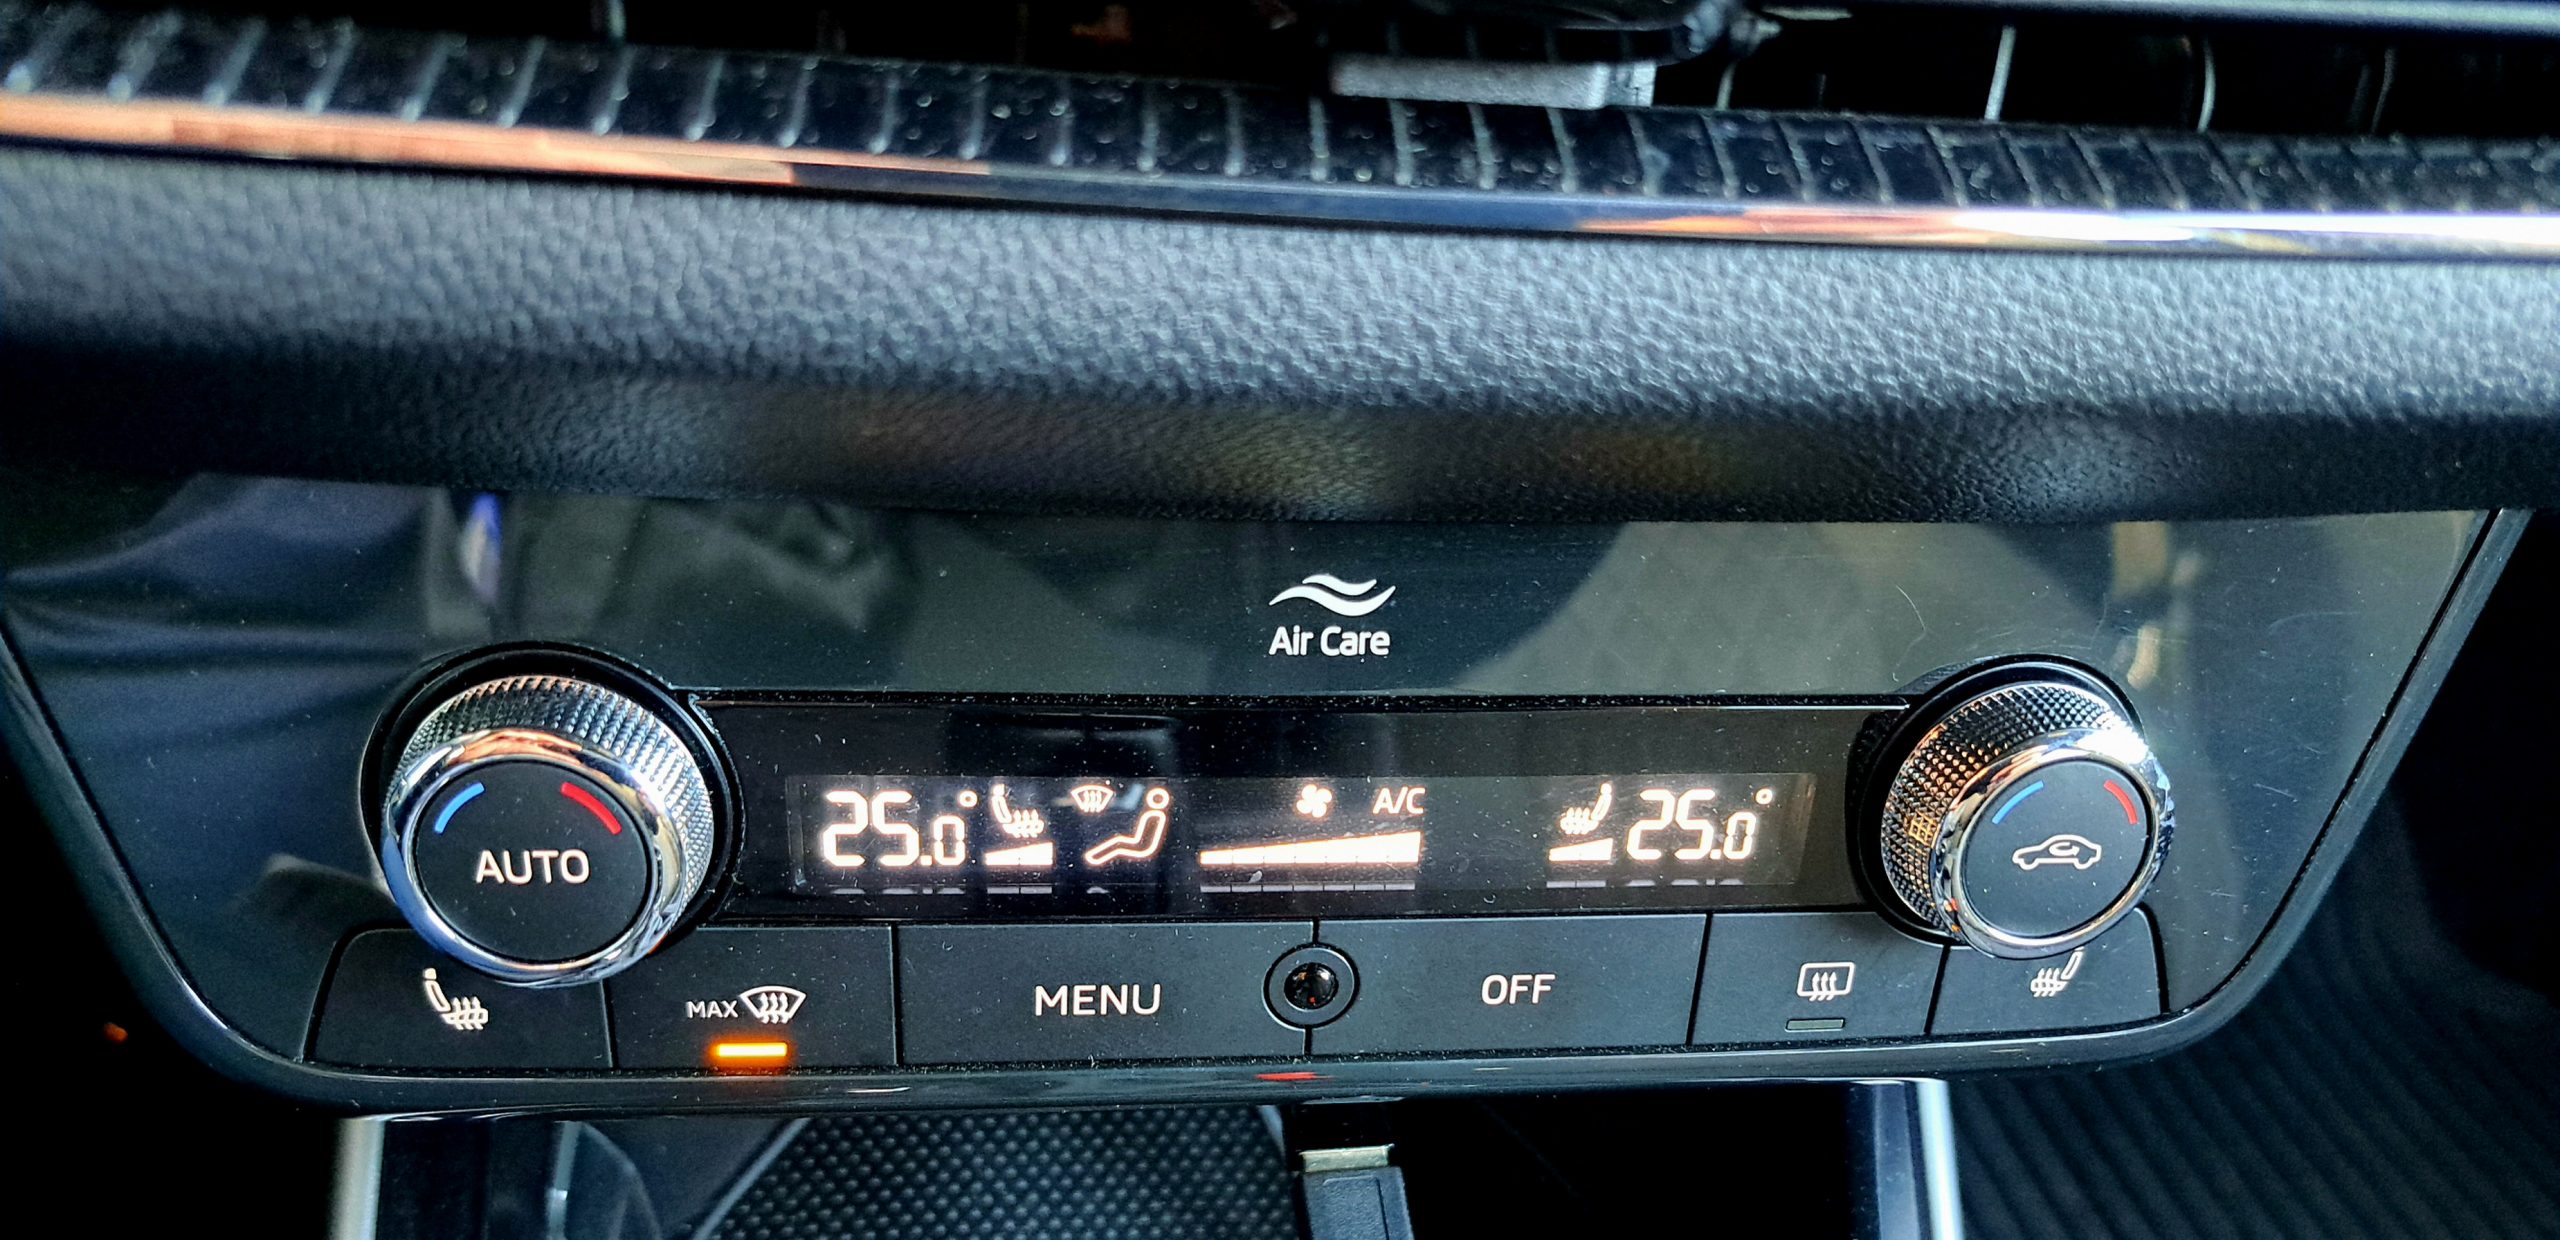 Air Care
AUTO
25.0° A/C 25.0°
MAX MENU OFF